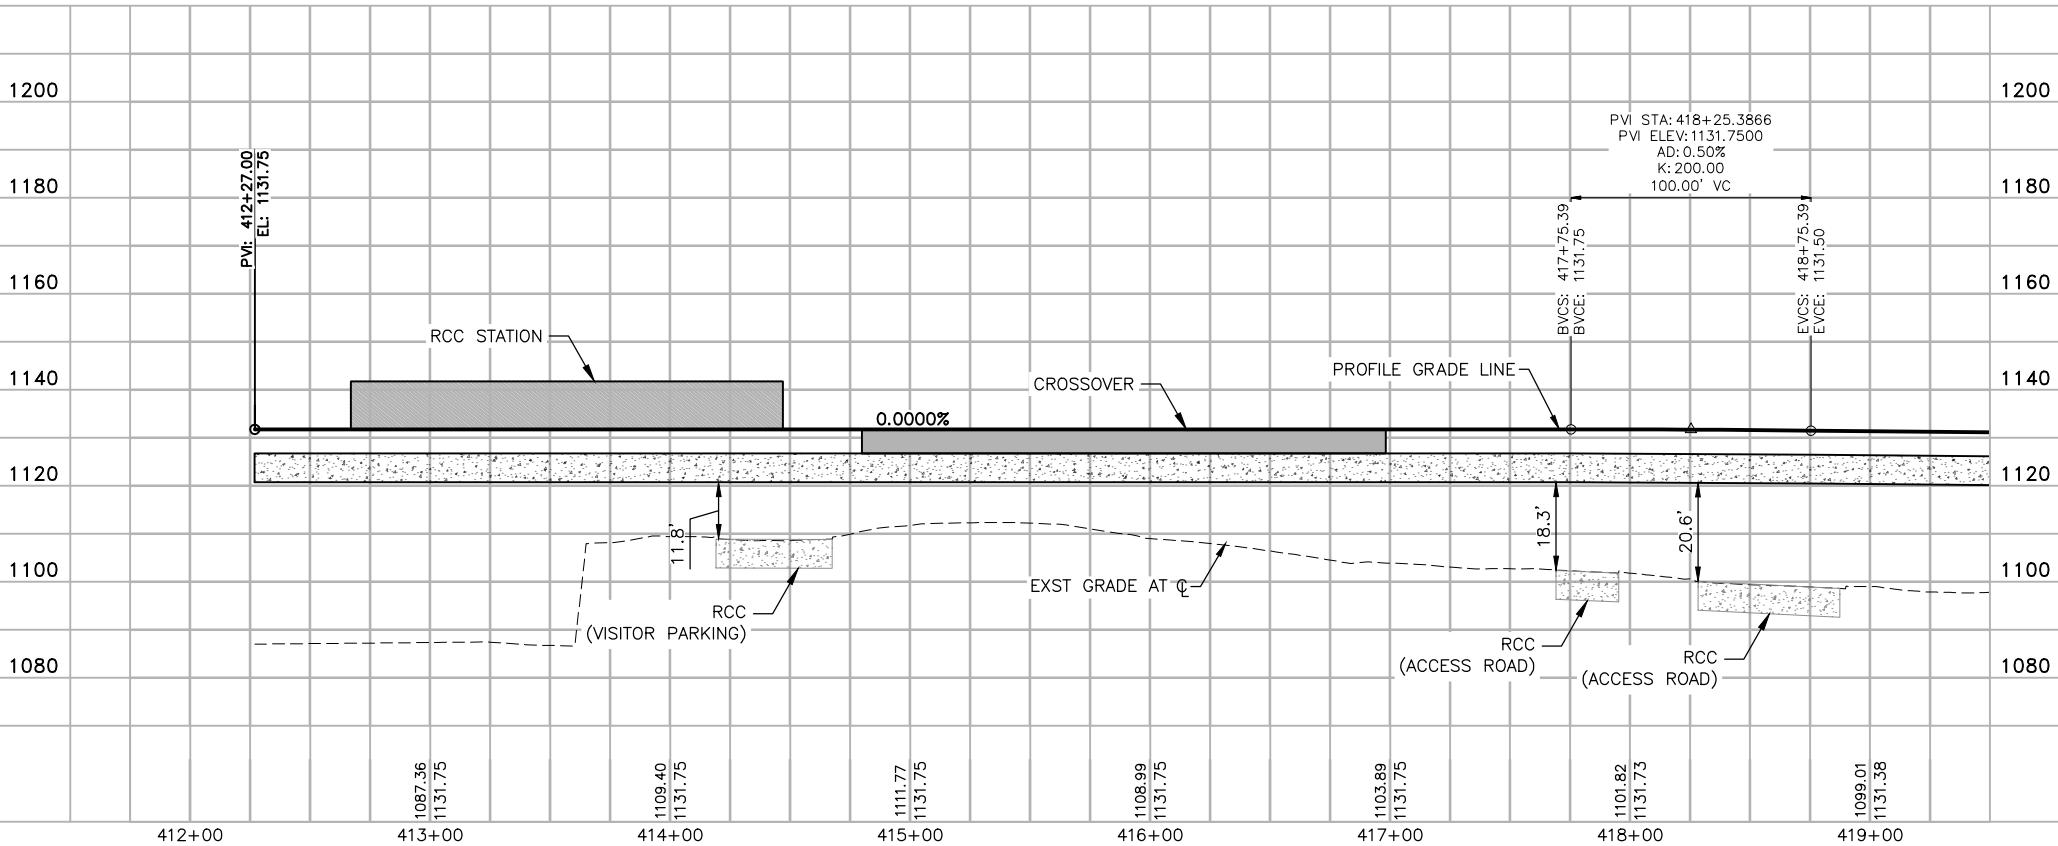 1200
1200
1180
1180
1160
1160
1140
1140
1120
1120
1100
1100
1080
1080
PVI: 412+27.00
EL: 1131.75
PVI STA: 418+25.3866
PVI ELEV: 1131.7500
AD: 0.50%
K: 200.00
100.00' VC
BVCS: 417+75.39
BVCE: 1131.75
EVCS: 418+75.39
EVCE: 1131.50
RCC STATION
CROSSOVER
PROFILE GRADE LINE
0.0000%
11.8'
18.3'
20.6'
EXST GRADE AT ℄
RCC
(VISITOR PARKING)
RCC
(ACCESS ROAD)
RCC
(ACCESS ROAD)
1087.36
1131.75
1109.40
1131.75
1111.77
1131.75
1108.99
1131.75
1103.89
1131.75
1101.82
1131.73
1099.01
1131.38
412+00
413+00
414+00
415+00
416+00
417+00
418+00
419+00